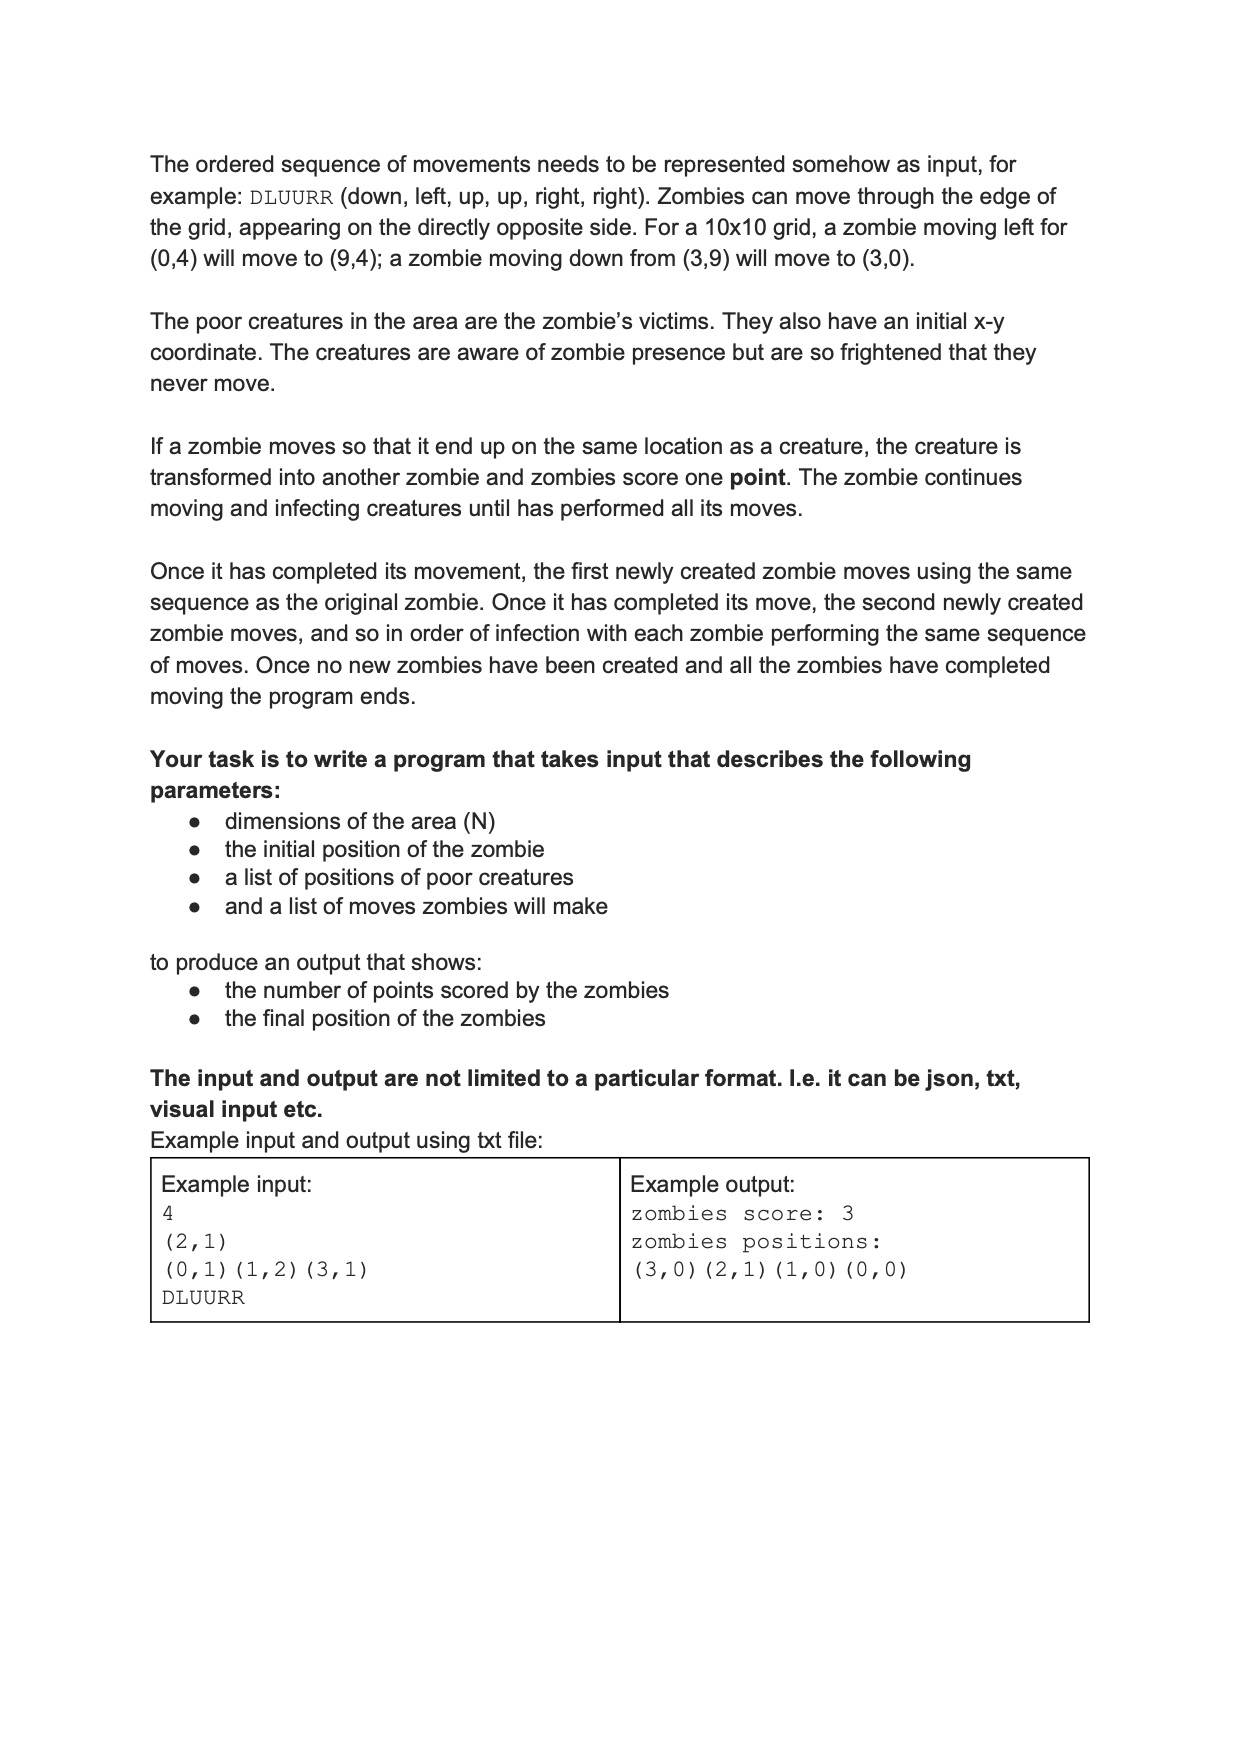 The ordered sequence of movements needs to be represented somehow as input, for
example: DLUURR (down, left, up, up, right, right). Zombies can move through the edge of
the grid, appearing on the directly opposite side. For a 10x10 grid, a zombie moving left for
(0,4) will move to (9,4); a zombie moving down from (3,9) will move to (3,0).
The poor creatures in the area are the zombie’s victims. They also have an initial x-y
coordinate. The creatures are aware of zombie presence but are so frightened that they
never move.
If a zombie moves so that it end up on the same location as a creature, the creature is
transformed into another zombie and zombies score one point. The zombie continues
moving and infecting creatures until has performed all its moves.
Once it has completed its movement, the first newly created zombie moves using the same
sequence as the original zombie. Once it has completed its move, the second newly created
zombie moves, and so in order of infection with each zombie performing the same sequence
of moves. Once no new zombies have been created and all the zombies have completed
moving the program ends.
Your task is to write a program that takes input that describes the following
parameters:
● dimensions of the area (N)
● the initial position of the zombie
● a list of positions of poor creatures
● and a list of moves zombies will make
to produce an output that shows:
● the number of points scored by the zombies
● the final position of the zombies
The input and output are not limited to a particular format. I.e. it can be json, txt,
visual input etc.
Example input and output using txt file:
Example input:
4
(2,1)
(0,1)(1,2)(3,1)
DLUURR
Example output:
zombies score: 3
zombies positions:
(3,0)(2,1)(1,0)(0,0)